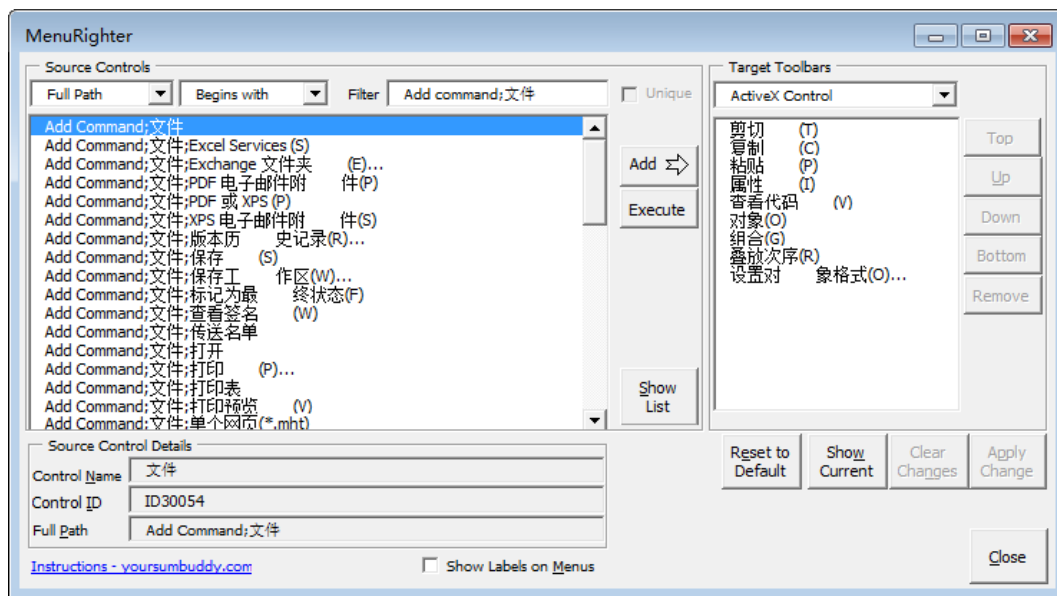 MenuRighter
Source Controls
Full Path
Begins with
Filter
Add command;文件
Unique
Add Command;文件
Add Command;文件;Excel Services (S)
Add Command;文件;Exchange 文件夹 (E)...
Add Command;文件;PDF 电子邮件附 件(P)
Add Command;文件;PDF 或 XPS (P)
Add Command;文件;XPS 电子邮件附 件(S)
Add Command;文件;版本历 史记录(R)...
Add Command;文件;保存 (S)
Add Command;文件;保存工 作区(W)...
Add Command;文件;标记为最 终状态(F)
Add Command;文件;查看签名 (W)
Add Command;文件;传送名单
Add Command;文件;打开
Add Command;文件;打印 (P)...
Add Command;文件;打印表
Add Command;文件;打印预览 (V)
Add Command;文件;单个网页(*.mht)
Add
Execute
Show
List
Target Toolbars
ActiveX Control
剪切 (T)
复制 (C)
粘贴 (P)
属性 (I)
查看代码 (V)
对象(O)
组合(G)
叠放次序(R)
设置对 象格式(O)...
Top
Up
Down
Bottom
Remove
Source Control Details
Control Name 文件
Control ID ID30054
Full Path Add Command;文件
Reset to
Default
Show
Current
Clear
Changes
Apply
Change
Instructions - yoursumbuddy.com
Show Labels on Menus
Close